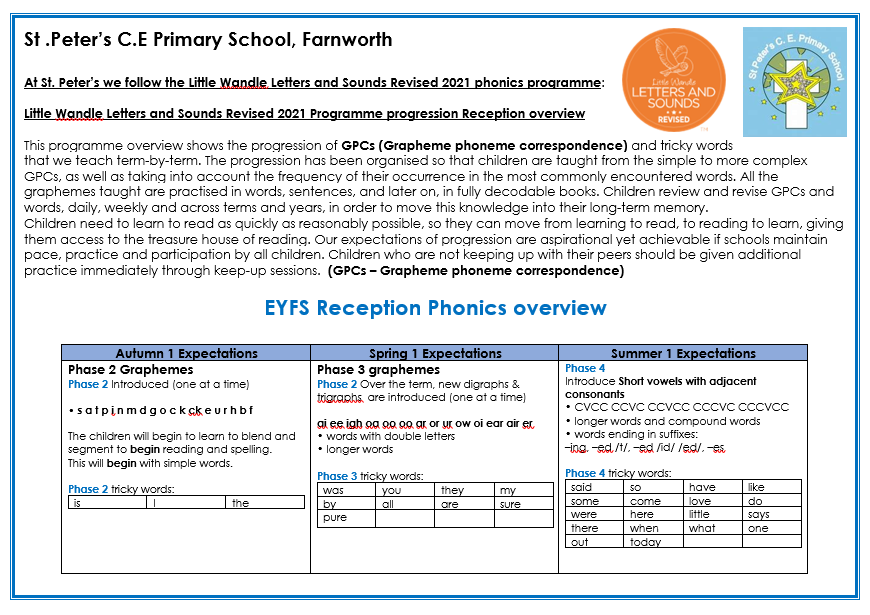 St .Peter's C.E Primary School, Farnworth
Little Wandle
LETTERS AND
SOUNDS
REVISED
St Peter's C. E. Primary School
At St. Peter's we follow the Little Wandle Letters and Sounds Revised 2021 phonics programme:
Little Wandle Letters and Sounds Revised 2021 Programme progression Reception overview
This programme overview shows the progression of GPCs (Grapheme phoneme correspondence) and tricky words
that we teach term-by-term. The progression has been organised so that children are taught from the simple to more complex
GPCs, as well as taking into account the frequency of their occurrence in the most commonly encountered words. All the
graphemes taught are practised in words, sentences, and later on, in fully decodable books. Children review and revise GPCs and
words, daily, weekly and across terms and years, in order to move this knowledge into their long-term memory.
Children need to learn to read as quickly as reasonably possible, so they can move from learning to read, to reading to learn, giving
them access to the treasure house of reading. Our expectations of progression are aspirational yet achievable if schools maintain
pace, practice and participation by all children. Children who are not keeping up with their peers should be given additional
practice immediately through keep-up sessions. (GPCs – Grapheme phoneme correspondence)
EYFS Reception Phonics overview
Autumn 1 Expectations
Phase 2 Graphemes
Phase 2 Introduced (one at a time)
• s a t p i n m d g o c k ck e u r h b f
The children will begin to learn to blend and
segment to begin reading and spelling.
This will begin with simple words.
Phase 2 tricky words:
is I the
Spring 1 Expectations
Phase 3 graphemes
Phase 2 Over the term, new digraphs &
trigraphs are introduced (one at a time)
ai ee igh oa oo oo ar or ur ow oi ear air er
• words with double letters
• longer words
Phase 3 tricky words:
was you they my
by all are sure
pure
Summer 1 Expectations
Phase 4
Introduce Short vowels with adjacent
consonants
• CVCC CCVC CCVCC CCCVC CCCVCC
• longer words and compound words
• words ending in suffixes:
–ing, –ed /t/, –ed /id/ /ed/, –es
Phase 4 tricky words:
said so have like
some come love do
were here little says
there when what one
out today